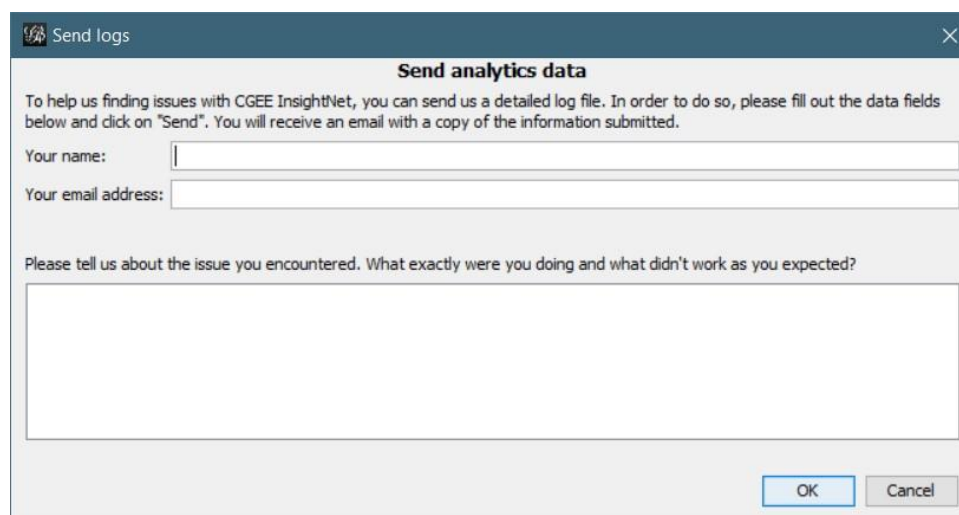 Send logs
Send analytics data
To help us finding issues with CGEE InsightNet, you can send us a detailed log file. In order to do so, please fill out the data fields
below and click on "Send". You will receive an email with a copy of the information submitted.
Your name:
Your email address:
Please tell us about the issue you encountered. What exactly were you doing and what didn't work as you expected?
OK Cancel